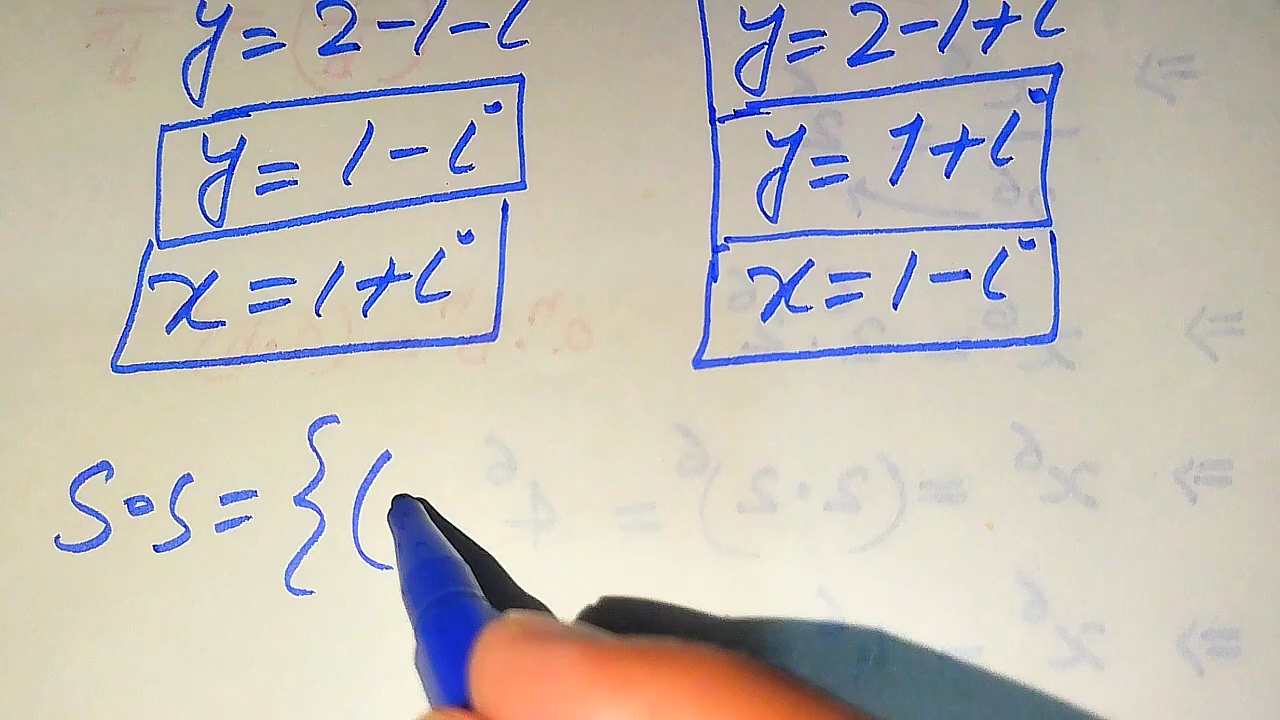 y = 2-1-i
y = 2-1+i
y = 1-i
y = 1+i
x = 1+i
x = 1-i
S.S = {(